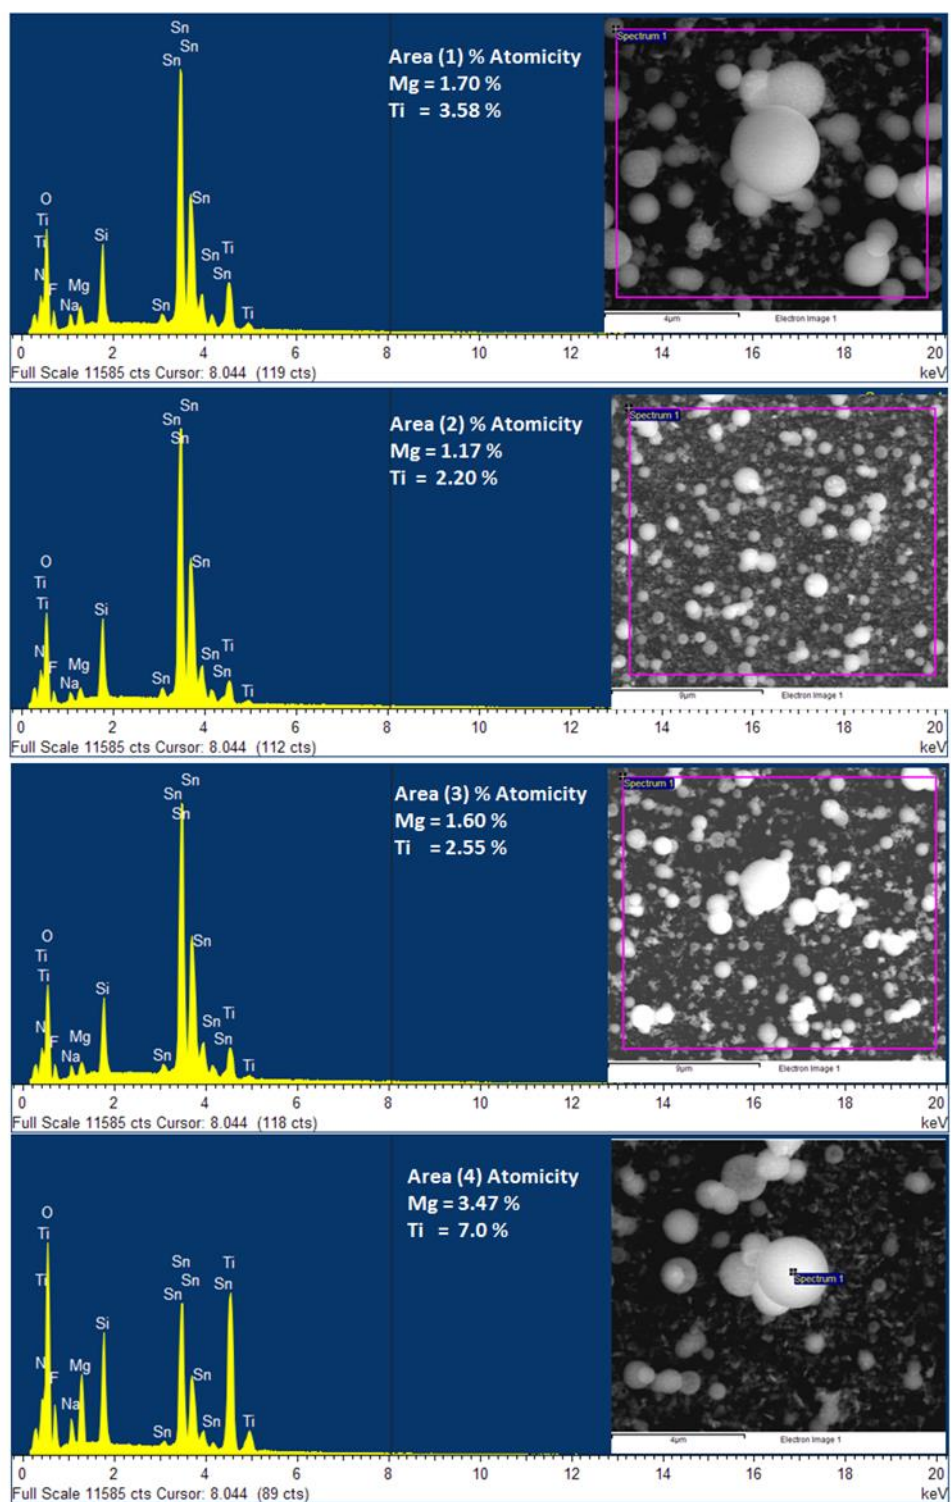 Sn
Sn
Sn
Area (1) % Atomicity
Mg = 1.70 %
Ti = 3.58 %
Spectrum 1
O
Ti
Ti
N
F
Na
Mg
Si
Sn
Sn
Sn
Sn
Ti
Ti
4µm
Electron Image 1
0 2 4 6 8 10 12 14 16 18 20
Full Scale 11585 cts Cursor: 8.044 (119 cts)
keV
Sn
Sn
Sn
Area (2) % Atomicity
Mg = 1.17 %
Ti = 2.20 %
Spectrum 1
O
Ti
Ti
N
F
Na
Mg
Si
Sn
Sn
Sn
Sn
Ti
Ti
9µm
Electron Image 1
0 2 4 6 8 10 12 14 16 18 20
Full Scale 11585 cts Cursor: 8.044 (112 cts)
keV
Sn
Sn
Sn
Area (3) % Atomicity
Mg = 1.60 %
Ti = 2.55 %
Spectrum 1
O
Ti
Ti
N
F
Na
Mg
Si
Sn
Sn
Sn
Sn
Ti
Ti
9µm
Electron Image 1
0 2 4 6 8 10 12 14 16 18 20
Full Scale 11585 cts Cursor: 8.044 (118 cts)
keV
Area (4) Atomicity
Mg = 3.47 %
Ti = 7.0 %
Spectrum 1
O
Ti
Ti
N
F
Na
Mg
Si
Sn
Sn
Sn
Sn
Sn
Sn
Sn
Ti
Ti
4µm
Electron Image 1
0 2 4 6 8 10 12 14 16 18 20
Full Scale 11585 cts Cursor: 8.044 (89 cts)
keV